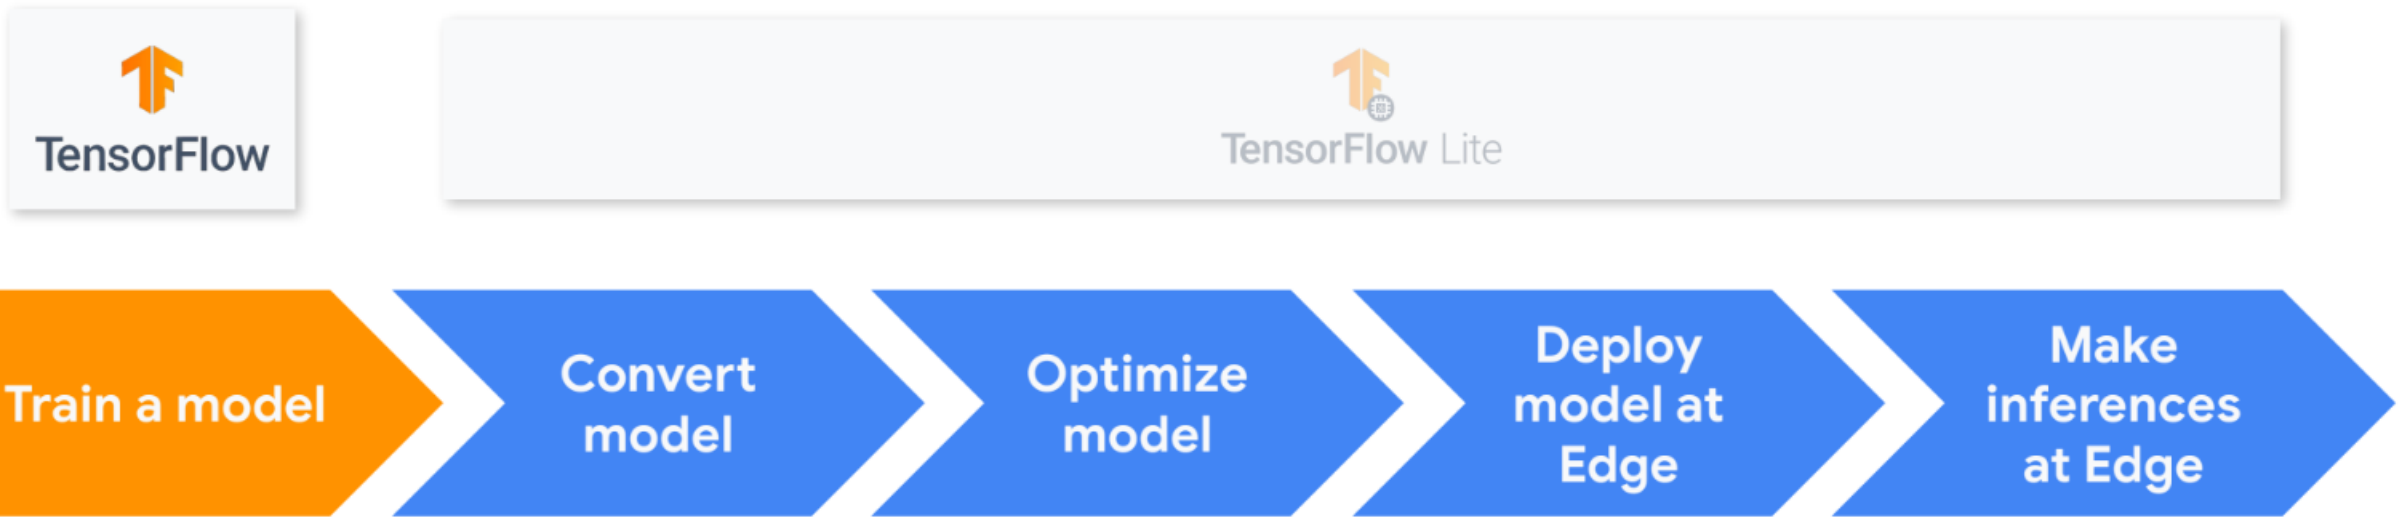 TensorFlow
TensorFlow Lite
Train a model
Convert
model
Optimize
model
Deploy
model at
Edge
Make
inferences
at Edge